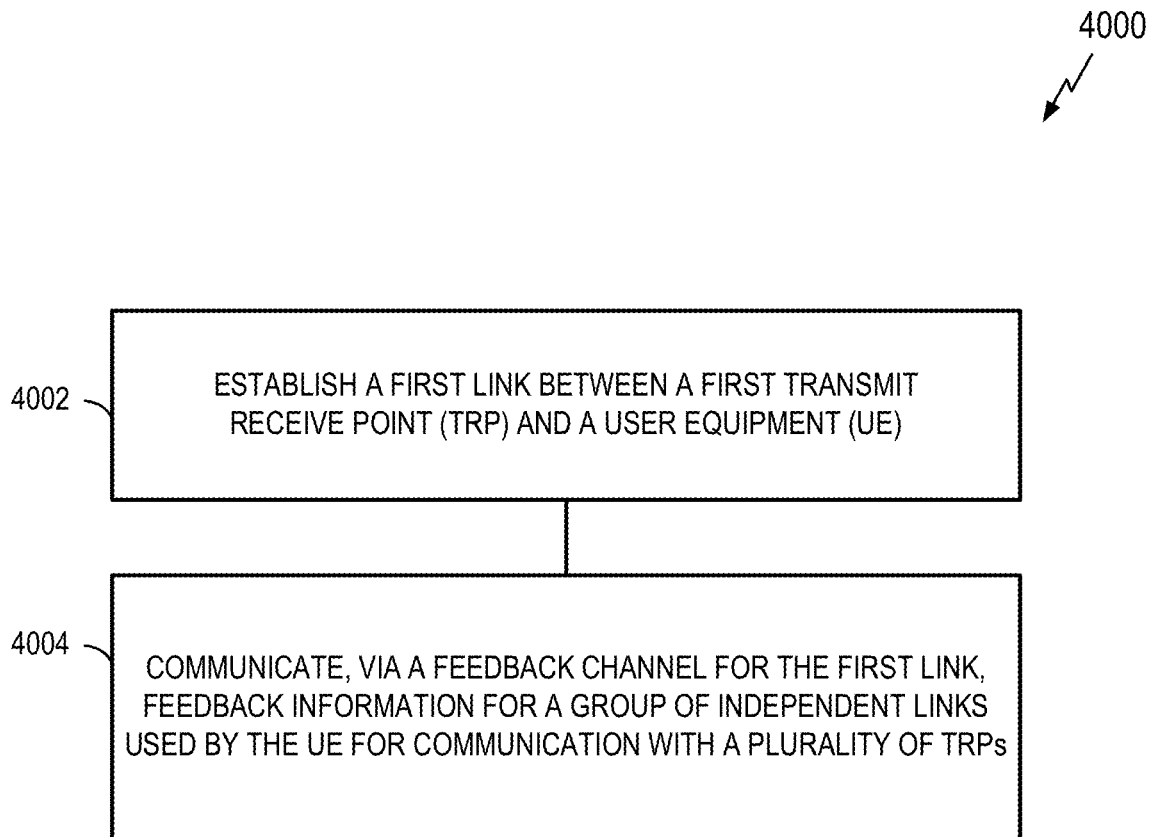 4000
4002
ESTABLISH A FIRST LINK BETWEEN A FIRST TRANSMIT
RECEIVE POINT (TRP) AND A USER EQUIPMENT (UE)
4004
COMMUNICATE, VIA A FEEDBACK CHANNEL FOR THE FIRST LINK,
FEEDBACK INFORMATION FOR A GROUP OF INDEPENDENT LINKS
USED BY THE UE FOR COMMUNICATION WITH A PLURALITY OF TRPs